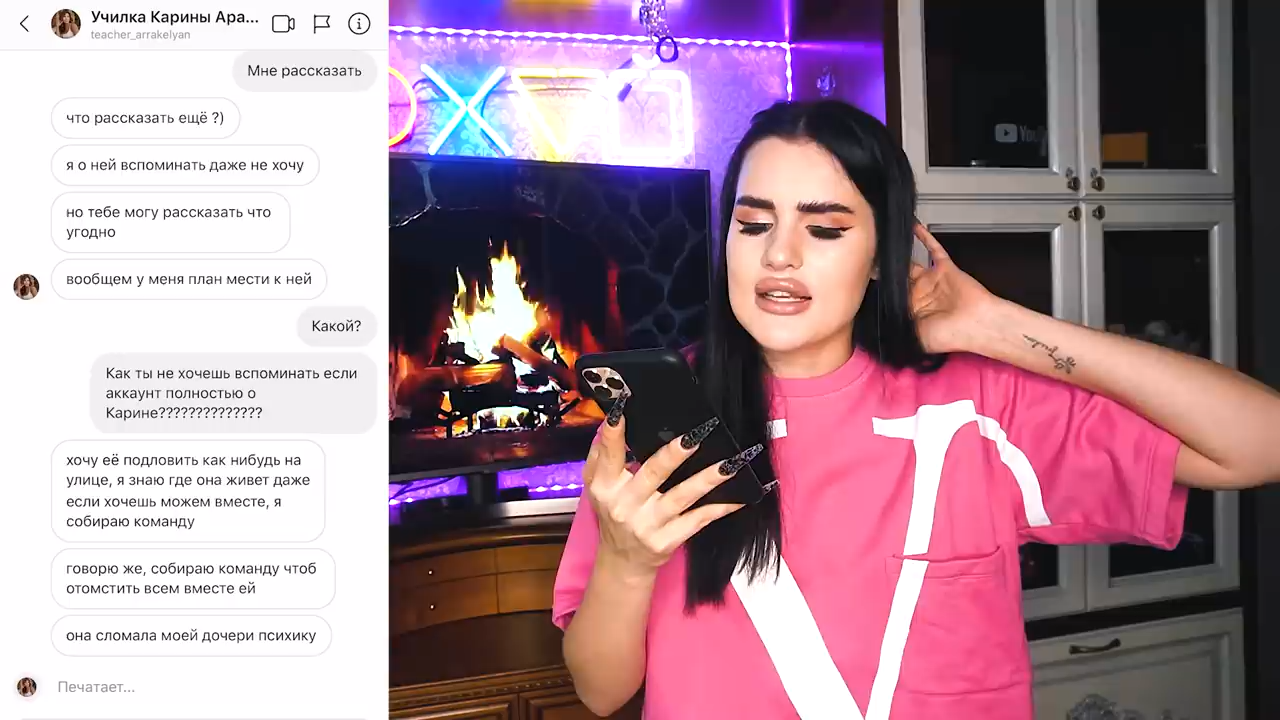 Училка Карины Ара...
teacher_arrakelyan
Мне рассказать
что рассказать ещё ?)
я о ней вспоминать даже не хочу
но тебе могу рассказать что
угодно
вообщем у меня план мести к ней
Какой?
Как ты не хочешь вспоминать если
аккаунт полностью о
Карине??????????????
хочу её подловить как нибудь на
улице, я знаю где она живет даже
если хочешь можем вместе, я
собираю команду
говорю же, собираю команду чтоб
отомстить всем вместе ей
она сломала моей дочери психику
Печатает...